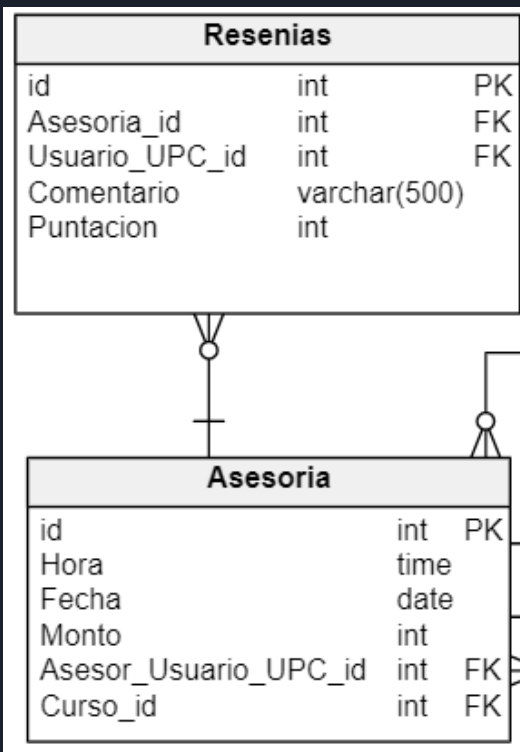 Resenias
id int PK
Asesoria_id int FK
Usuario_UPC_id int FK
Comentario varchar(500)
Puntacion int
Asesoria
id int PK
Hora time
Fecha date
Monto int
Asesor_Usuario_UPC_id int FK
Curso_id int FK